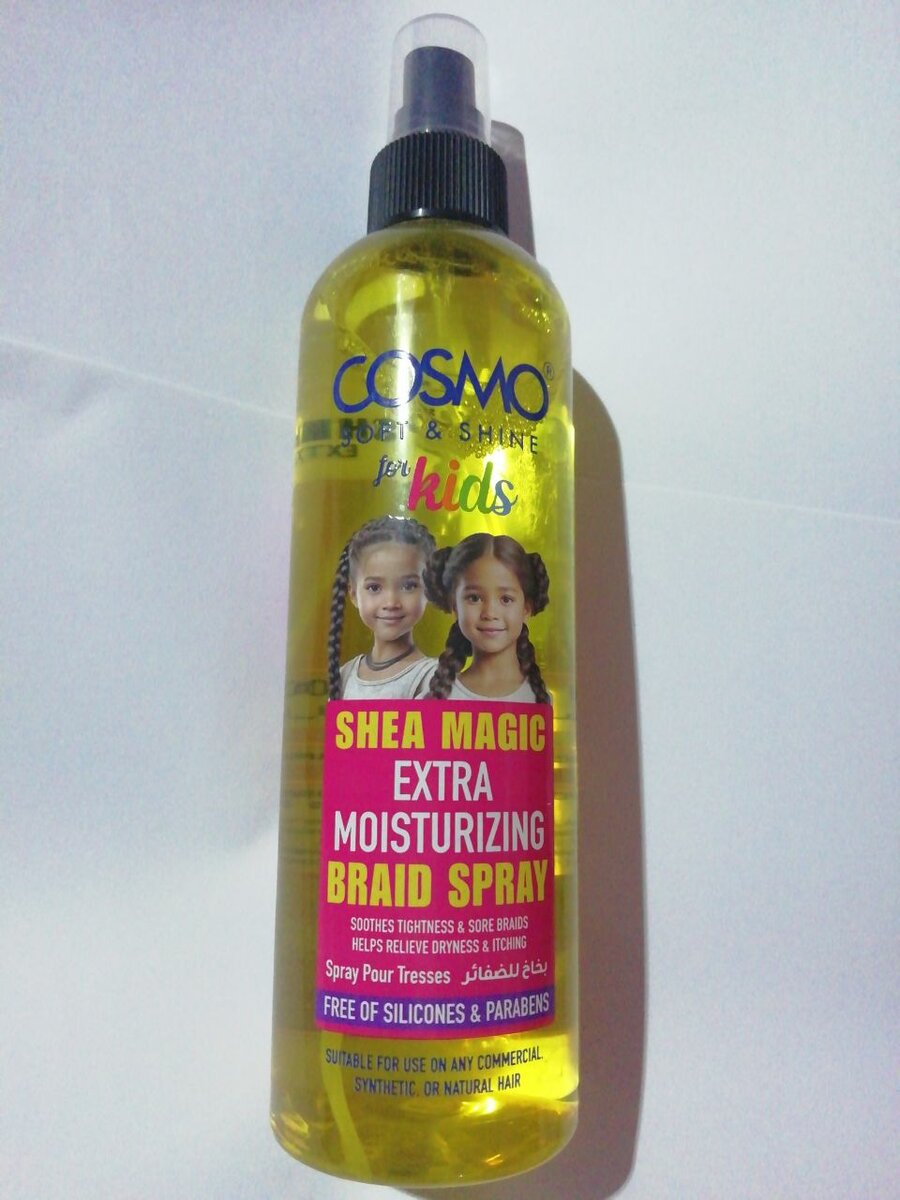 COSMO®
SOFT & SHINE
for kids
SHEA MAGIC
EXTRA
MOISTURIZING
BRAID SPRAY
SOOTHES TIGHTNESS & SORE BRAIDS
HELPS RELIEVE DRYNESS & ITCHING
Spray Pour Tresses بخاخ للضفائر
FREE OF SILICONES & PARABENS
SUITABLE FOR USE ON ANY COMMERCIAL,
SYNTHETIC, OR NATURAL HAIR